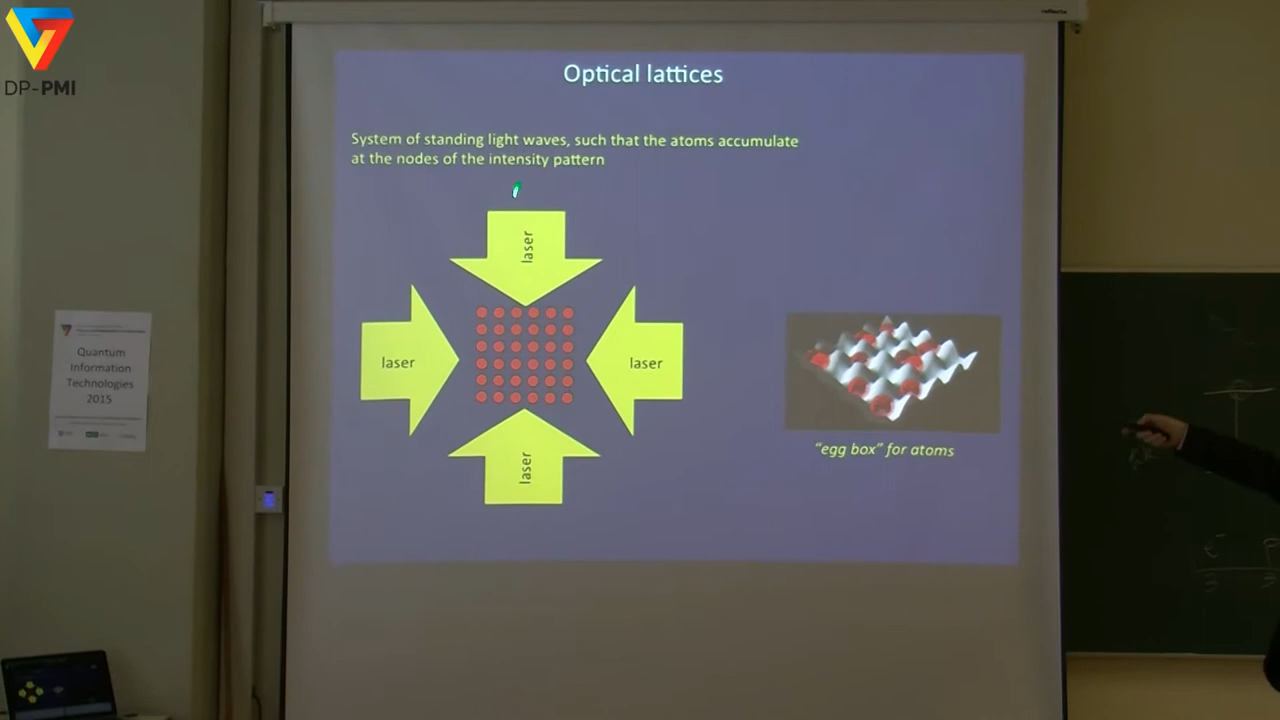 DP-PMI
reflecta
Optical lattices
System of standing light waves, such that the atoms accumulate
at the nodes of the intensity pattern
laser
laser
laser
laser
"egg box" for atoms
Quantum
Information
Technologies
2015